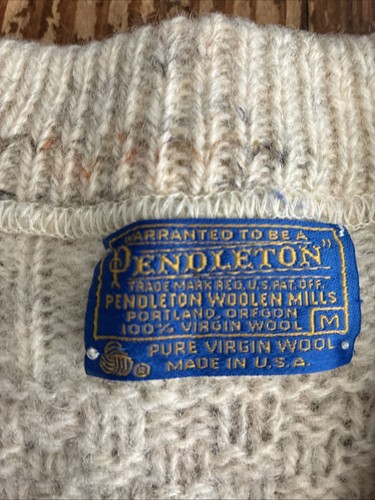 "WARRANTED TO BE A
PENDLETON"
TRADE MARK REG. U.S. PAT. OFF.
PENDLETON WOOLEN MILLS
PORTLAND, OREGON
100% VIRGIN WOOL M
PURE VIRGIN WOOL
® MADE IN U.S.A.